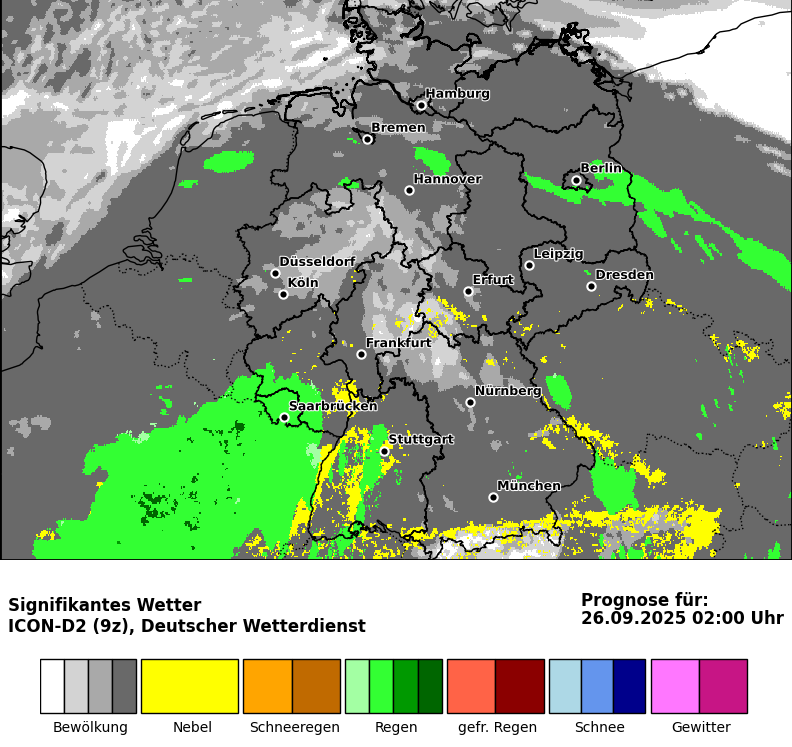 Hamburg
Bremen
Berlin
Hannover
Düsseldorf
Leipzig
Köln
Erfurt
Dresden
Frankfurt
Nürnberg
Saarbrücken
Stuttgart
München
Signifikantes Wetter
ICON-D2 (9z), Deutscher Wetterdienst
Prognose für:
26.09.2025 02:00 Uhr
Bewölkung
Nebel
Schneeregen
Regen
gefr. Regen
Schnee
Gewitter